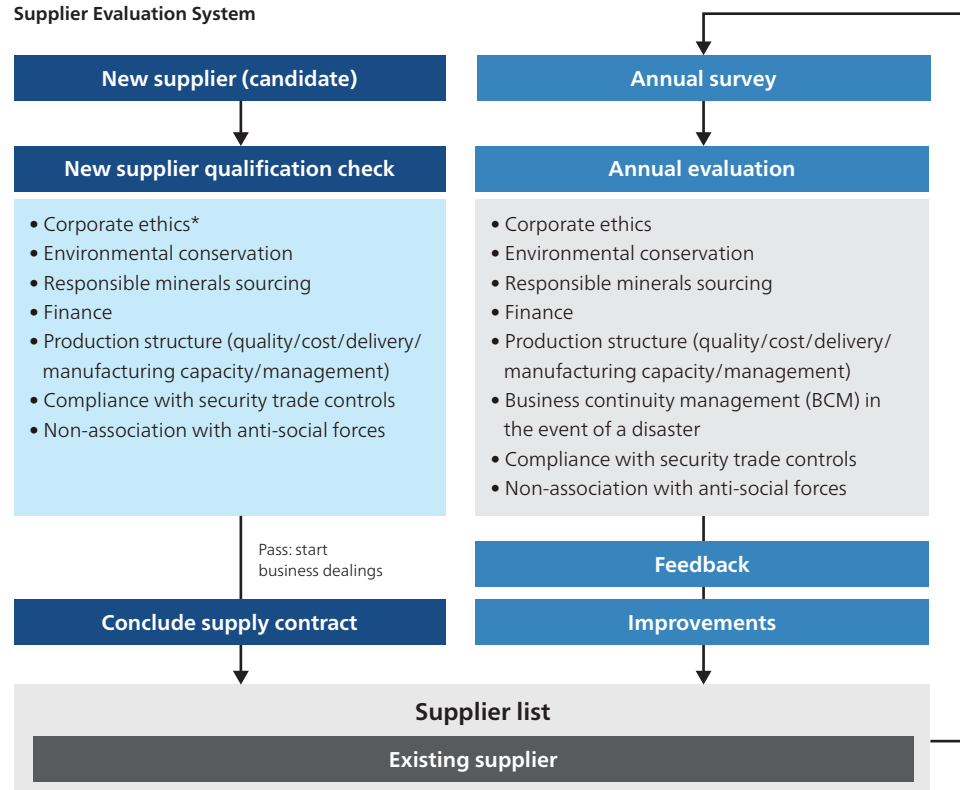 Supplier Evaluation System
New supplier (candidate)
New supplier qualification check
• Corporate ethics*
• Environmental conservation
• Responsible minerals sourcing
• Finance
• Production structure (quality/cost/delivery/
manufacturing capacity/management)
• Compliance with security trade controls
• Non-association with anti-social forces
Pass: start
business dealings
Conclude supply contract
Annual survey
Annual evaluation
• Corporate ethics
• Environmental conservation
• Responsible minerals sourcing
• Finance
• Production structure (quality/cost/delivery/
manufacturing capacity/management)
• Business continuity management (BCM) in
the event of a disaster
• Compliance with security trade controls
• Non-association with anti-social forces
Feedback
Improvements
Supplier list
Existing supplier